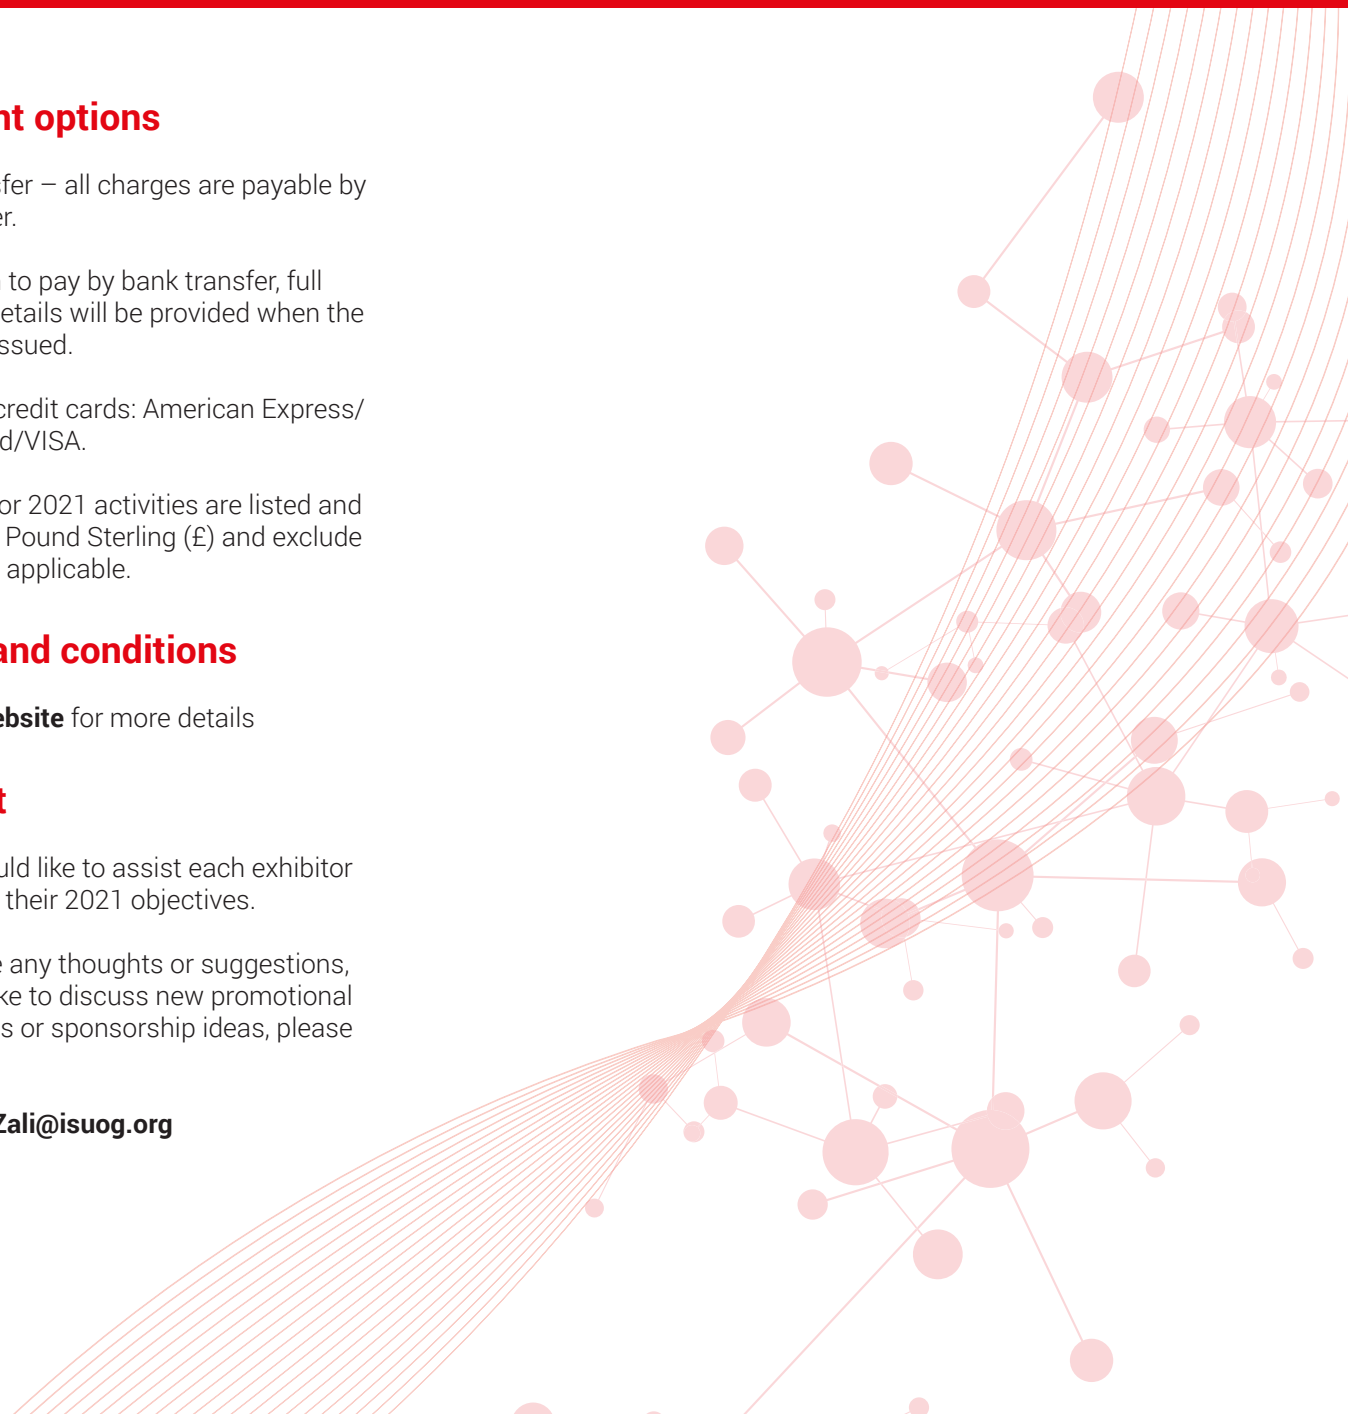 nt options
sfer – all charges are payable by
er.
to pay by bank transfer, full
etails will be provided when the
ssued.
credit cards: American Express/
d/VISA.
or 2021 activities are listed and
Pound Sterling (£) and exclude
applicable.
and conditions
ebsite for more details
t
uld like to assist each exhibitor
their 2021 objectives.
e any thoughts or suggestions,
ke to discuss new promotional
s or sponsorship ideas, please
Zali@isuog.org